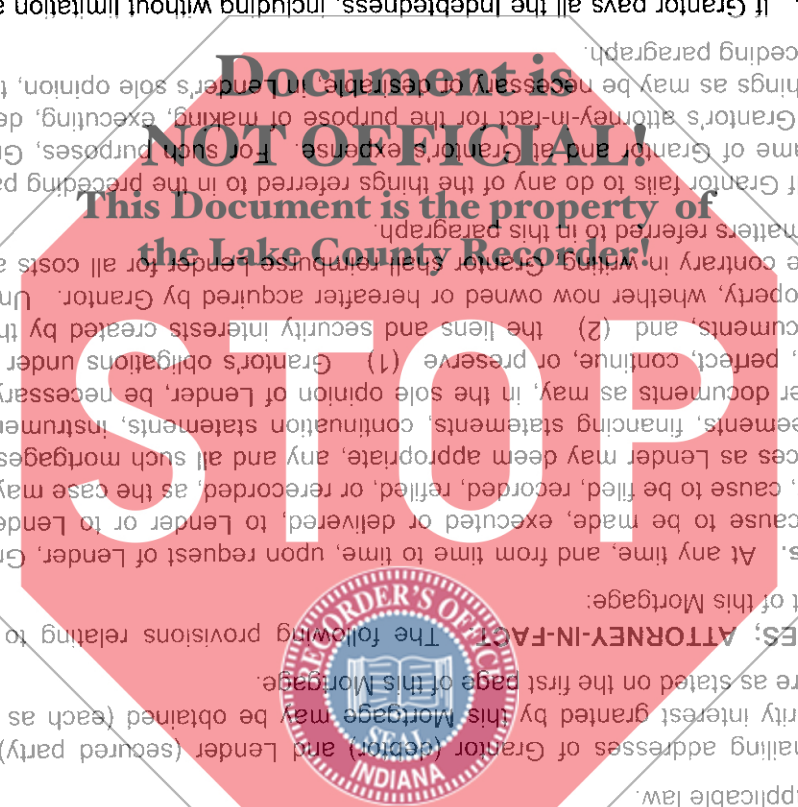 Document is
NOT OFFICIAL!
This Document is the property of
the Lake County Recorder!
STOP
RECORDER'S OFFICE
SEAL
INDIANA
pplicable law.
mailing addresses of Grantor (debtor) and Lender (secured party)
rity interest granted by this Mortgage may be obtained (each as
re as stated on the first page of this Mortgage.
ES; ATTORNEY-IN-FACT. The following provisions relating to
t of this Mortgage:
s. At any time, and from time to time, upon request of Lender, Gr
cause to be made, executed or delivered, to Lender or to Lende
, cause to be filed, recorded, refiled, or rerecorded, as the case may
ces as Lender may deem appropriate, any and all such mortgages
eements, financing statements, continuation statements, instrumen
er documents as may, in the sole opinion of Lender, be necessary
, perfect, continue, or preserve (1) Grantor's obligations under
cuments, and (2) the liens and security interests created by th
operty, whether now owned or hereafter acquired by Grantor. Un
e contrary in writing, Grantor shall reimburse Lender for all costs a
matters referred to in this paragraph.
f Grantor fails to do any of the things referred to in the preceding pa
ame of Grantor and at Grantor's expense. For such purposes, Gr
Grantor's attorney-in-fact for the purpose of making, executing, de
things as may be necessary or desirable, in Lender's sole opinion, t
ceding paragraph.
. If Grantor pays all the Indebtedness, including without limitation a